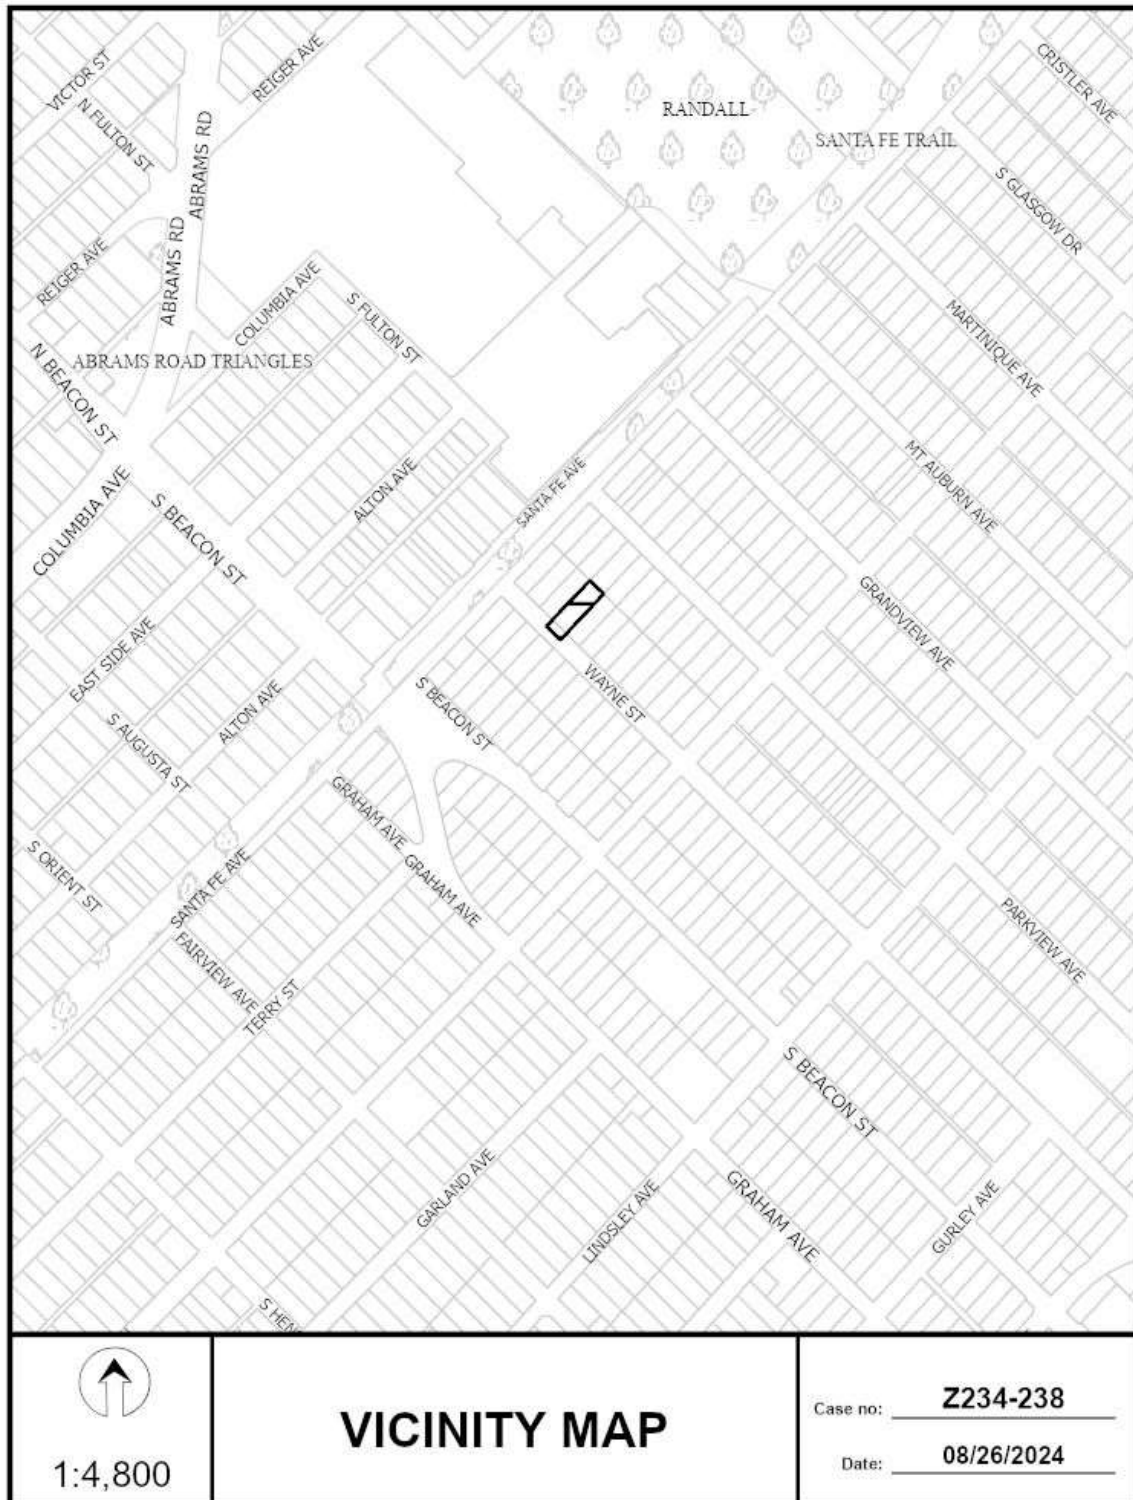 VICTOR ST
N FULTON ST
ABRAMS RD
REIGER AVE
RANDALL
SANTA FE TRAIL
CRISTLER AVE
S GLASGOW DR
REIGER AVE
ABRAMS RD
COLUMBIA AVE
S FULTON ST
MARTINIQUE AVE
ABRAMS ROAD TRIANGLES
N BEACON ST
COLUMBIA AVE
S BEACON ST
ALTON AVE
SANTA FE AVE
MT AUBURN AVE
GRANDVIEW AVE
EAST SIDE AVE
S AUGUSTA ST
ALTON AVE
S BEACON ST
WAYNE ST
GRAHAM AVE
GRAHAM AVE
S ORIENT ST
SANTA FE AVE
FAIRVIEW AVE
TERRY ST
PARKVIEW AVE
S BEACON ST
GARLAND AVE
LINDSLEY AVE
GRAHAM AVE
GURLEY AVE
1:4,800
VICINITY MAP
Case no: Z234-238
Date: 08/26/2024